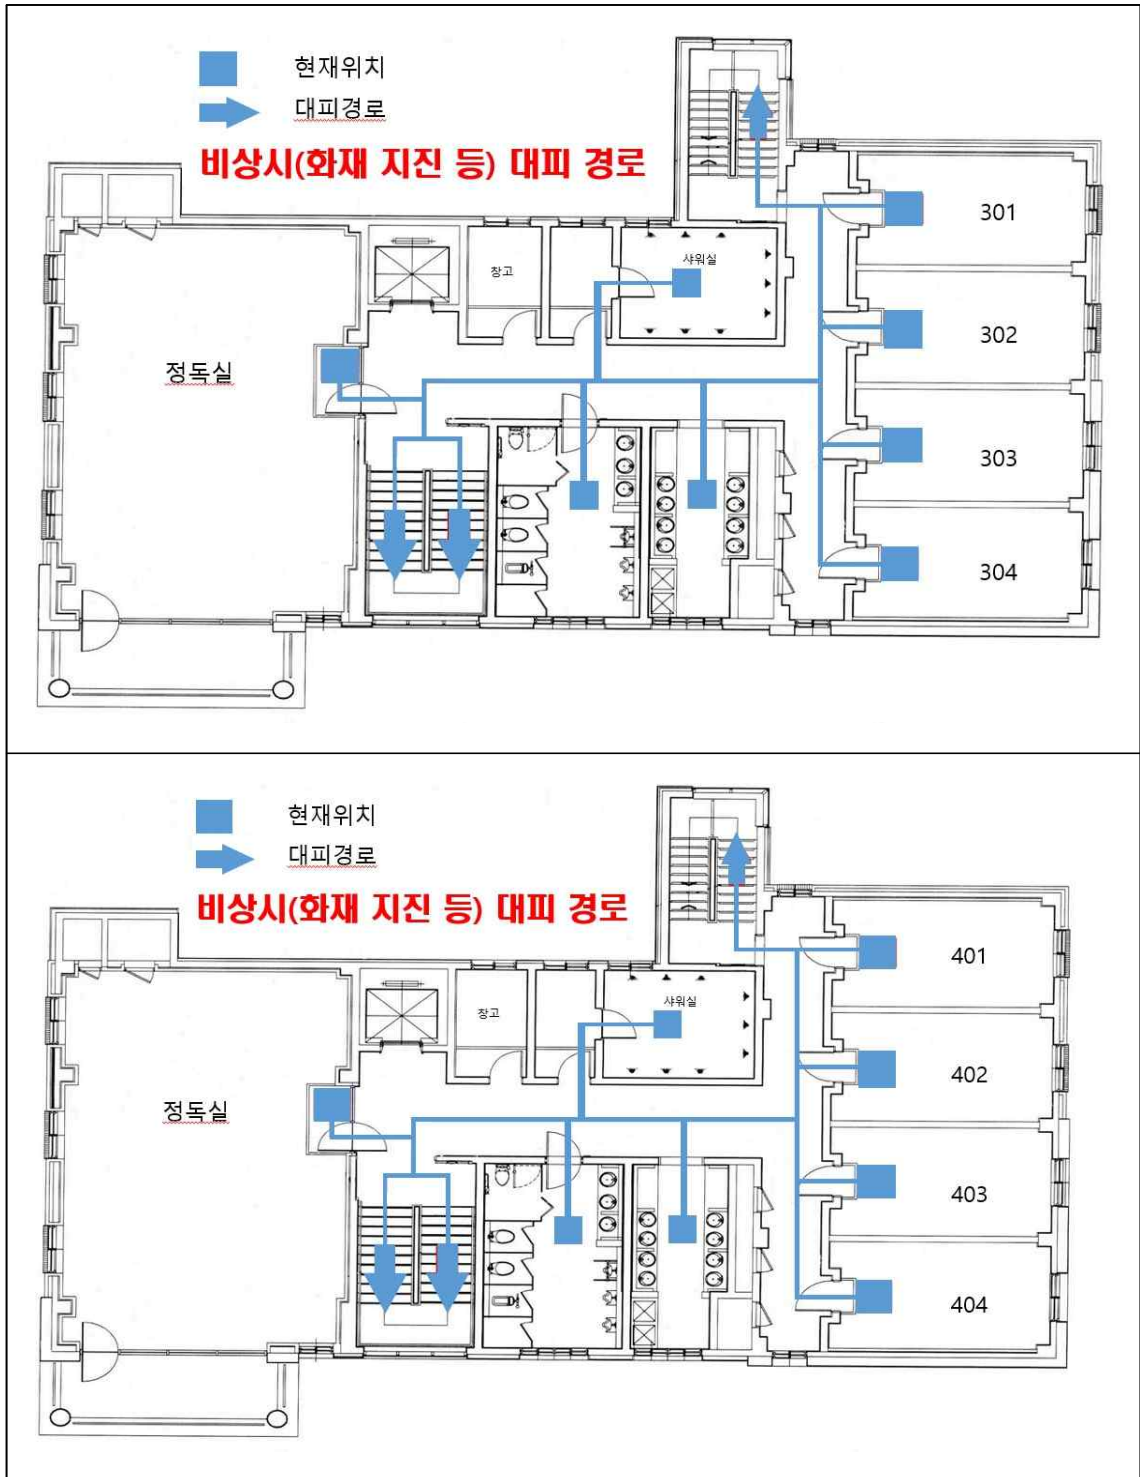 현재위치
대피경로
비상시(화재 지진 등) 대피 경로
301
창고
샤워실
302
정독실
303
304
현재위치
대피경로
비상시(화재 지진 등) 대피 경로
401
창고
샤워실
402
정독실
403
404